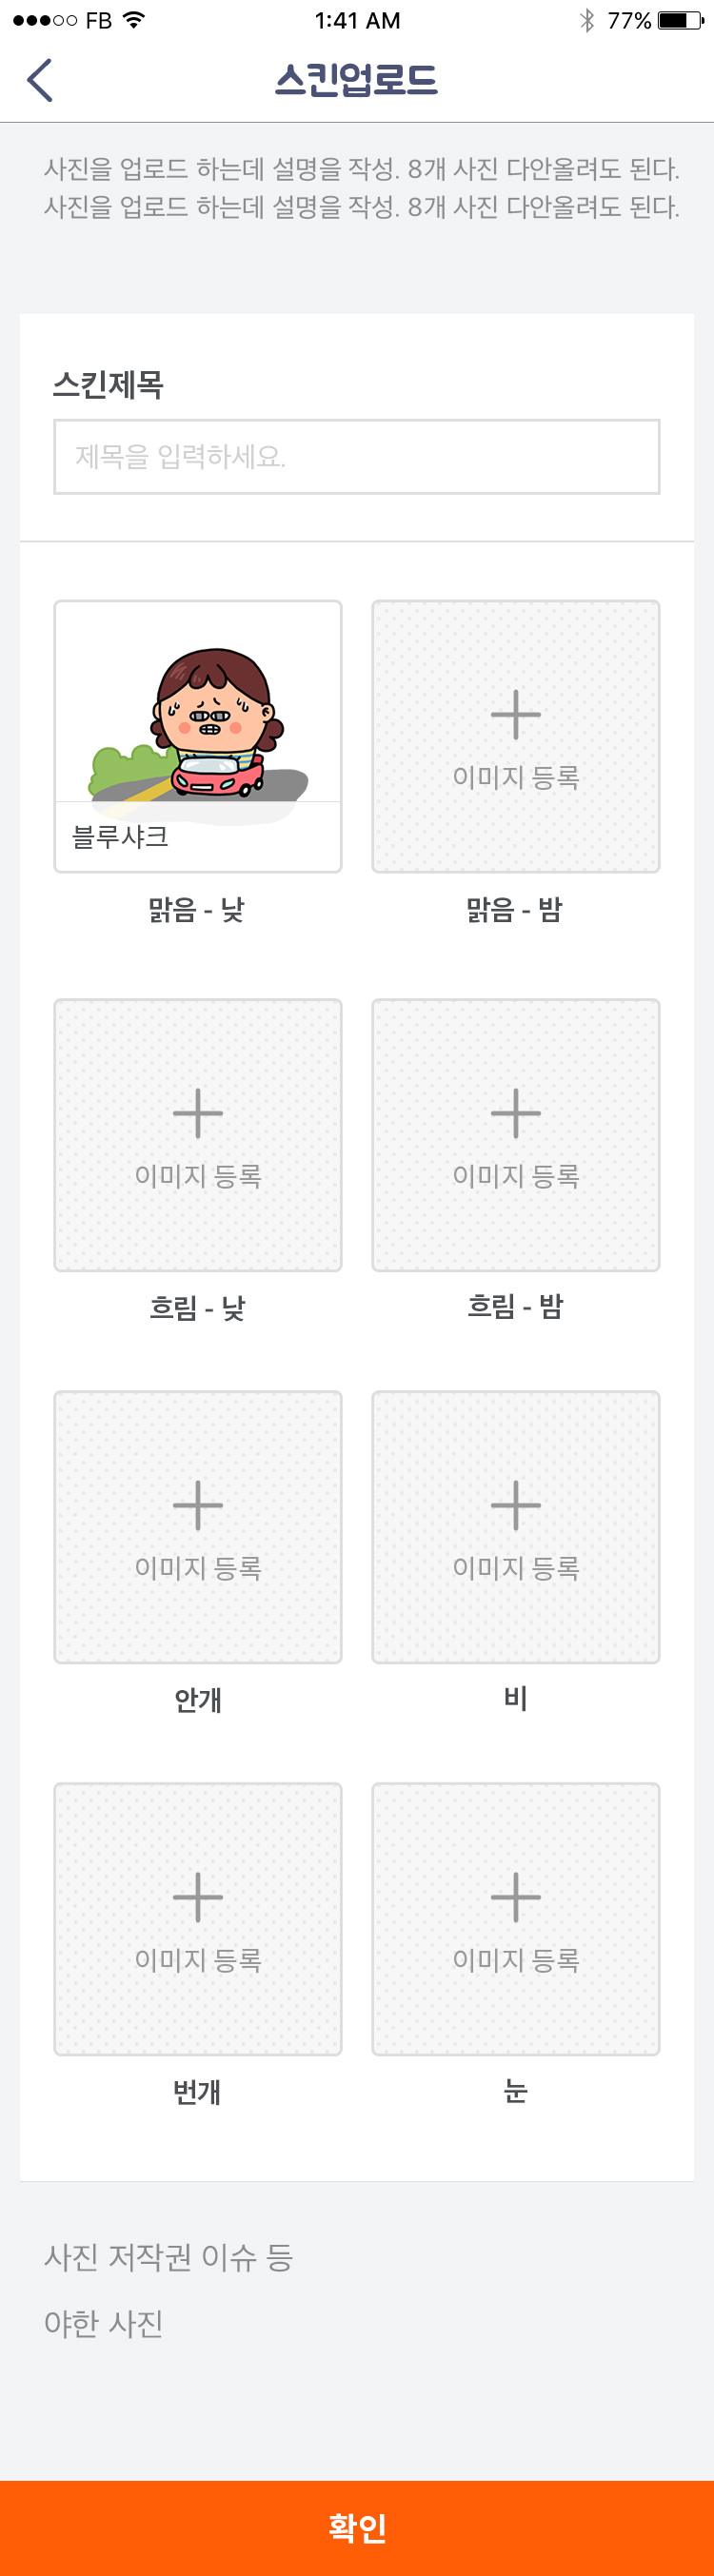 FB 1:41 AM 77%
스킨업로드
사진을 업로드 하는데 설명을 작성. 8개 사진 다안올려도 된다.
사진을 업로드 하는데 설명을 작성. 8개 사진 다안올려도 된다.
스킨제목
제목을 입력하세요.
블루샤크
이미지 등록
맑음 - 낮
맑음 - 밤
이미지 등록
이미지 등록
흐림 - 낮
흐림 - 밤
이미지 등록
이미지 등록
안개
비
이미지 등록
이미지 등록
번개
눈
사진 저작권 이슈 등
야한 사진
확인